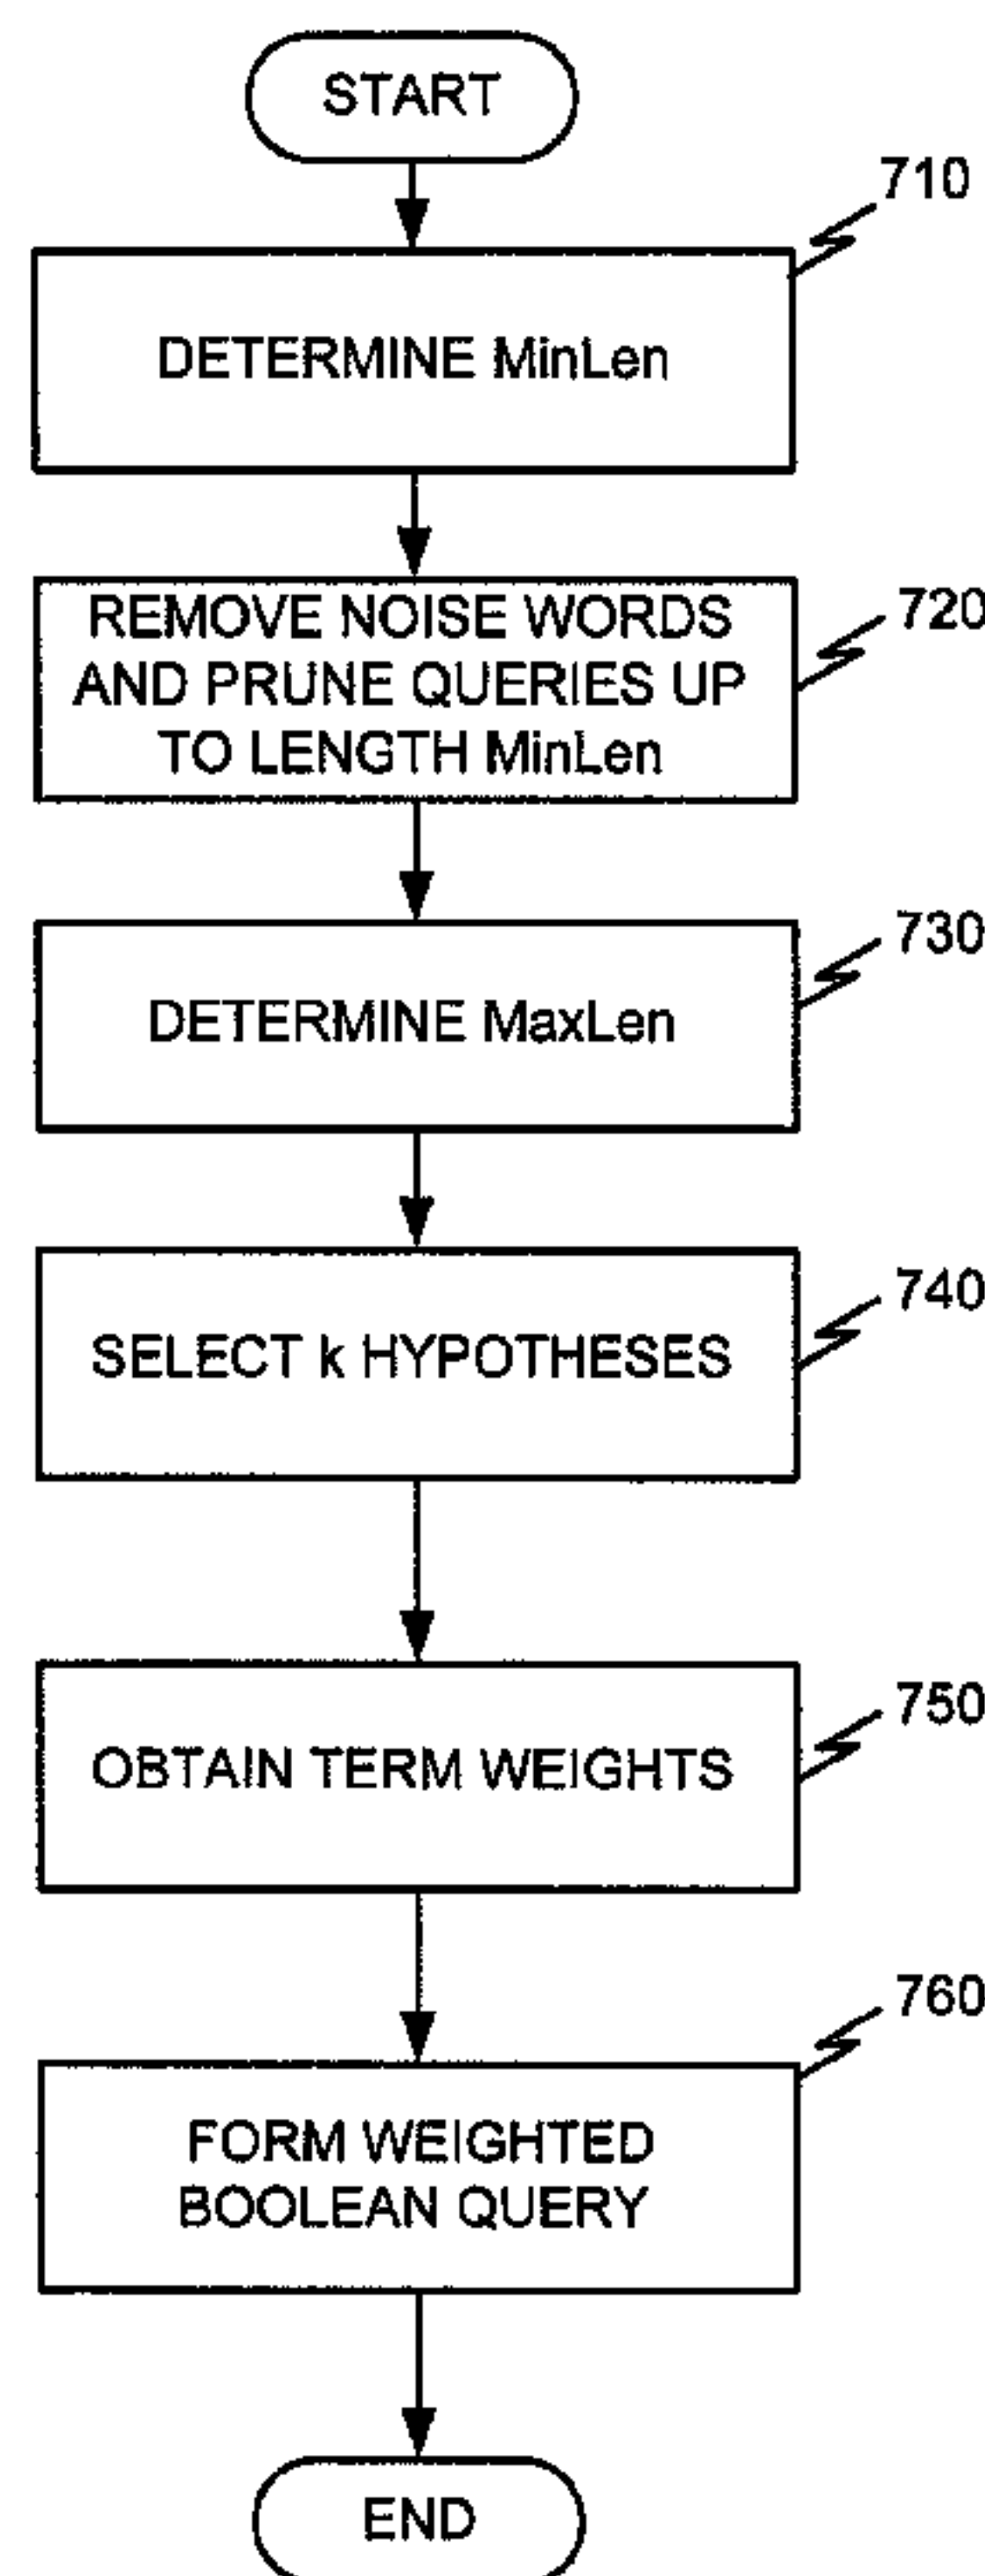 START
710
DETERMINE MinLen
720
REMOVE NOISE WORDS
AND PRUNE QUERIES UP
TO LENGTH MinLen
730
DETERMINE MaxLen
740
SELECT k HYPOTHESES
750
OBTAIN TERM WEIGHTS
760
FORM WEIGHTED
BOOLEAN QUERY
END